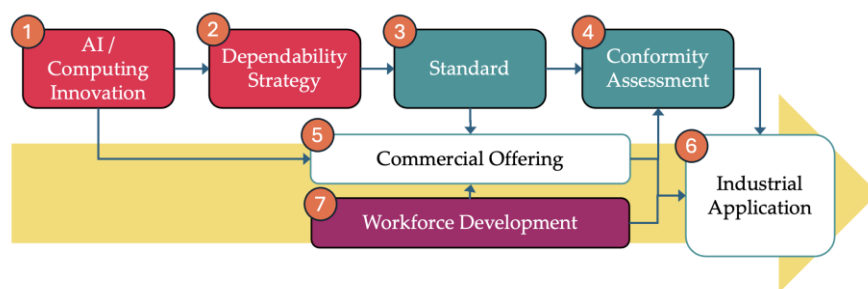 1
AI /
Computing
Innovation
2
Dependability
Strategy
3
Standard
4
Conformity
Assessment
5
Commercial Offering
6
Industrial
Application
7
Workforce Development